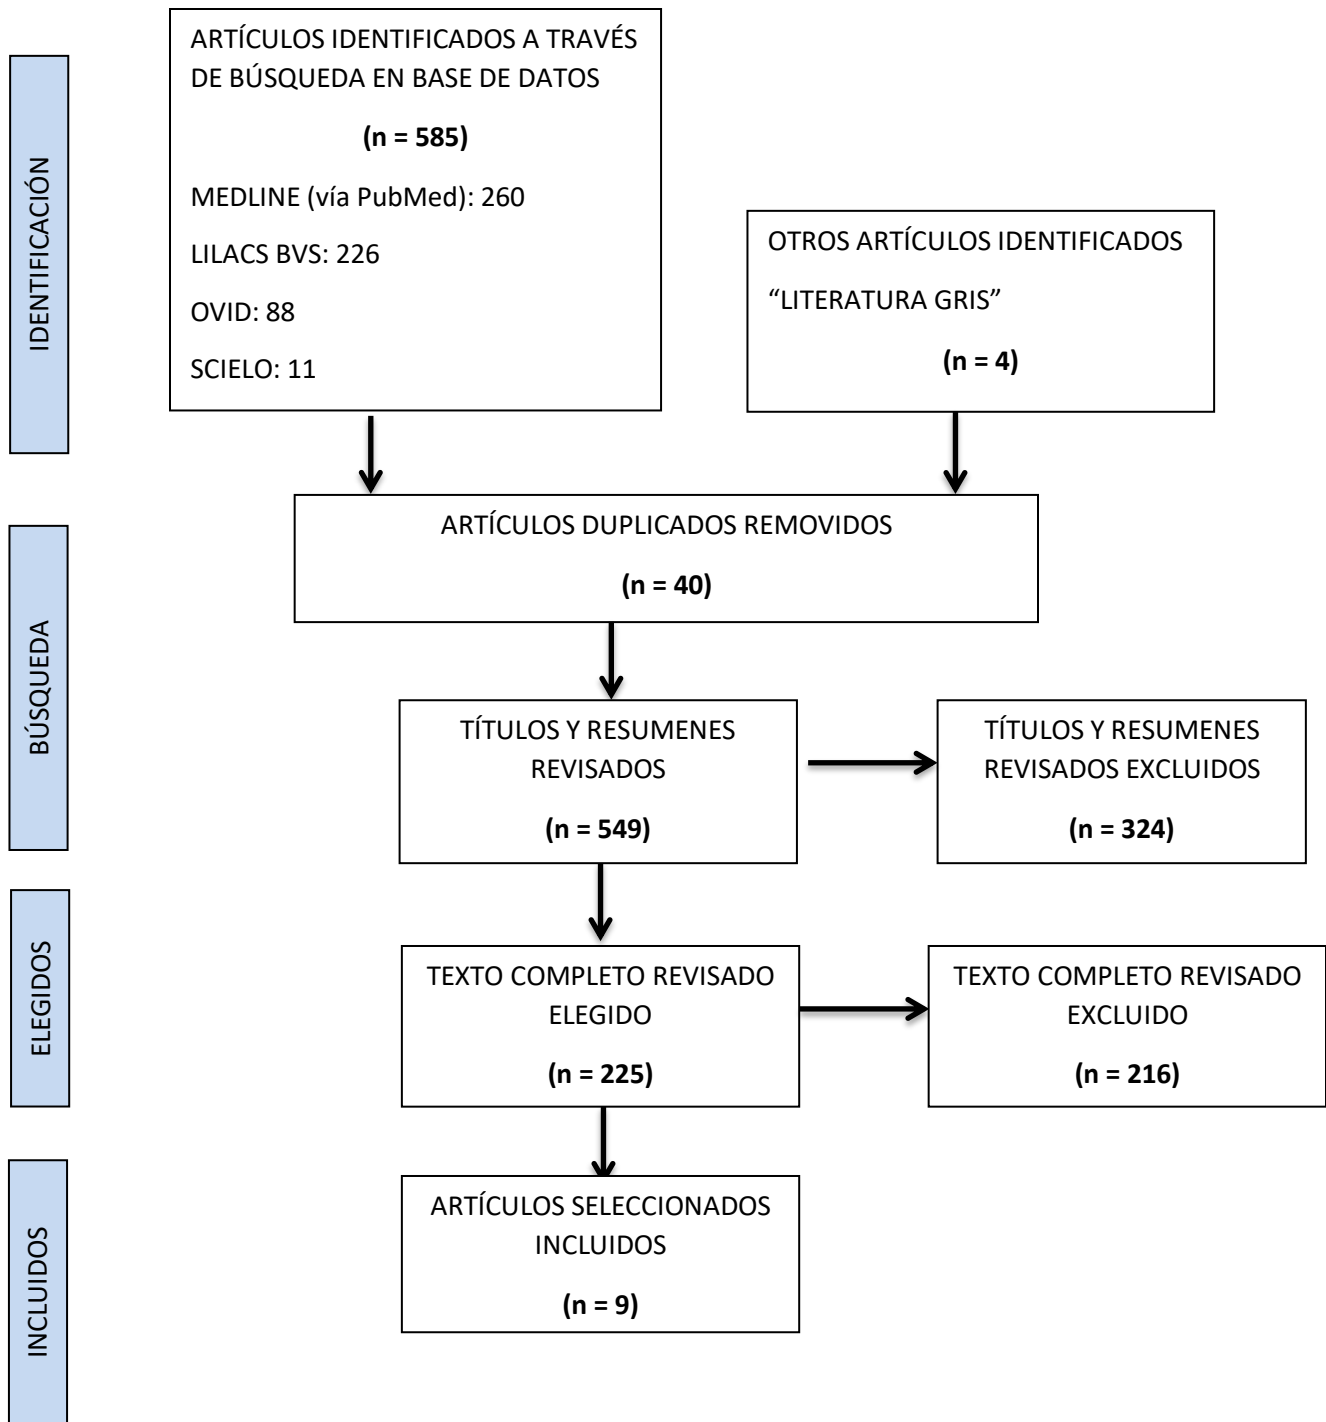 IDENTIFICACIÓN
ARTÍCULOS IDENTIFICADOS A TRAVÉS
DE BÚSQUEDA EN BASE DE DATOS
(n = 585)
MEDLINE (vía PubMed): 260
LILACS BVS: 226
OVID: 88
SCIELO: 11
OTROS ARTÍCULOS IDENTIFICADOS
“LITERATURA GRIS”
(n = 4)
BÚSQUEDA
ARTÍCULOS DUPLICADOS REMOVIDOS
(n = 40)
TÍTULOS Y RESUMENES
REVISADOS
(n = 549)
TÍTULOS Y RESUMENES
REVISADOS EXCLUIDOS
(n = 324)
ELEGIDOS
TEXTO COMPLETO REVISADO
ELEGIDO
(n = 225)
TEXTO COMPLETO REVISADO
EXCLUIDO
(n = 216)
INCLUIDOS
ARTÍCULOS SELECCIONADOS
INCLUIDOS
(n = 9)